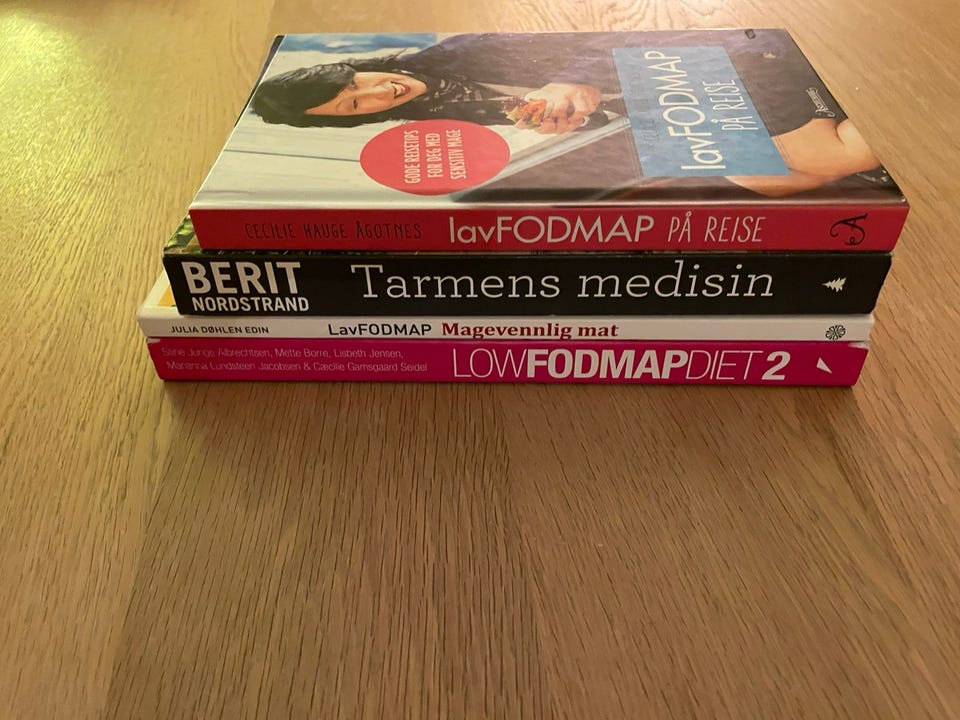 GODE REISETIPS
FOR DEG MED
SENSITIV MAGE
lavFODMAP
PÅ REISE
CECILIE HAUGE ÅGOTNES lavFODMAP PÅ REISE A
BERIT
NORDSTRAND
Tarmens medisin
JULIA DØHLEN EDIN LavFODMAP Magevennlig mat
Stine Junge Albrechtsen, Mette Borre, Lisbeth Jensen,
Marianna Lundsteen Jacobsen & Cæcilie Gamsgaard Seidel
LOWFODMAPDIET 2